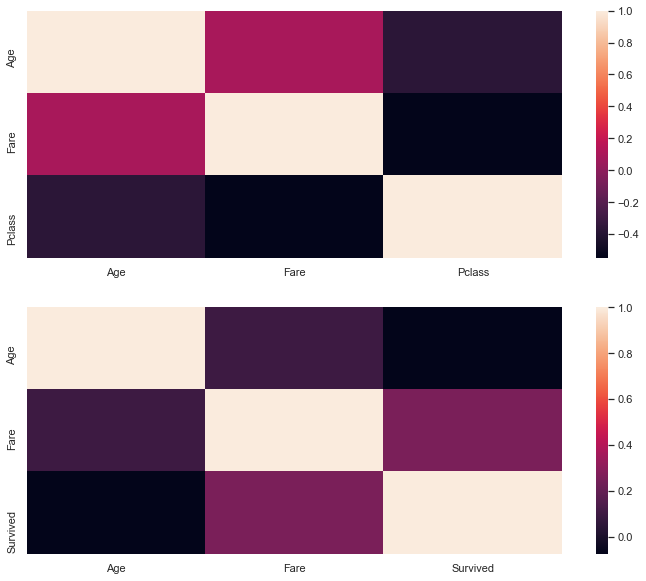 Age
Fare
Pclass
Age Fare Pclass
1.0
0.8
0.6
0.4
0.2
0.0
−0.2
−0.4
Age
Fare
Survived
Age Fare Survived
1.0
0.8
0.6
0.4
0.2
0.0